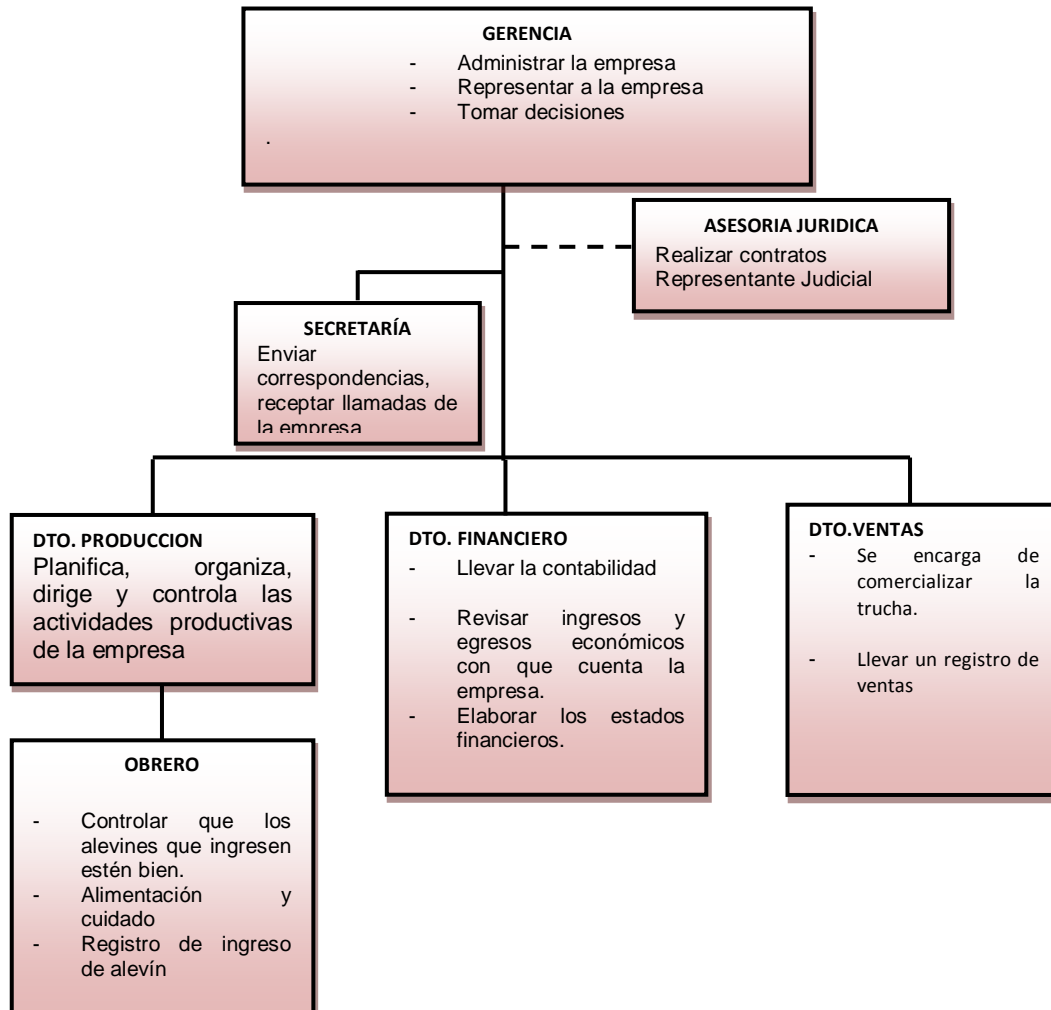 GERENCIA
- Administrar la empresa
- Representar a la empresa
- Tomar decisiones
.
ASESORIA JURIDICA
Realizar contratos
Representante Judicial
SECRETARÍA
Enviar
correspondencias,
receptar llamadas de
la empresa
DTO. PRODUCCION
Planifica, organiza,
dirige y controla las
actividades productivas
de la empresa
DTO. FINANCIERO
- Llevar la contabilidad
- Revisar ingresos y
egresos económicos
con que cuenta la
empresa.
- Elaborar los estados
financieros.
DTO.VENTAS
- Se encarga de
comercializar la
trucha.
- Llevar un registro de
ventas
OBRERO
- Controlar que los
alevines que ingresen
estén bien.
- Alimentación y
cuidado
- Registro de ingreso
de alevín